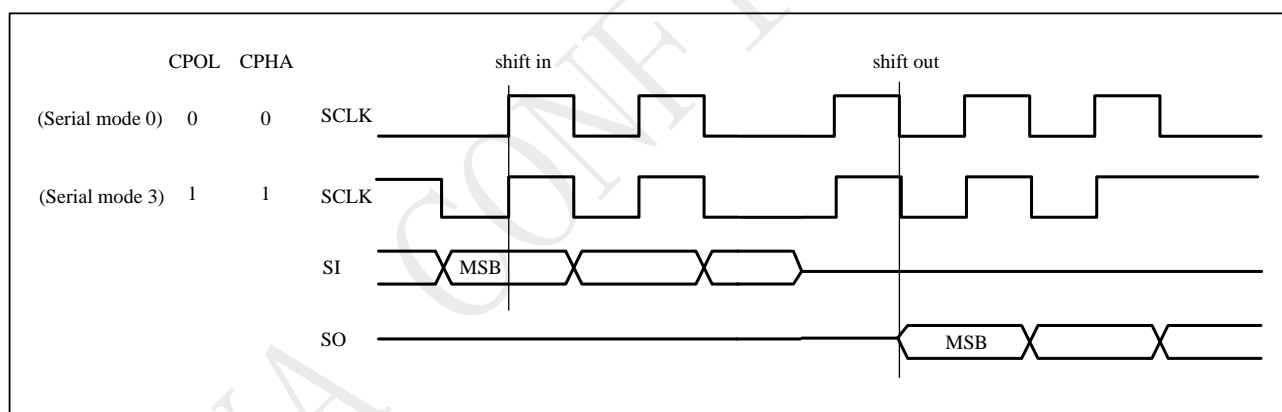 CPOL CPHA shift in shift out
(Serial mode 0) 0 0 SCLK
(Serial mode 3) 1 1 SCLK
SI MSB
SO MSB